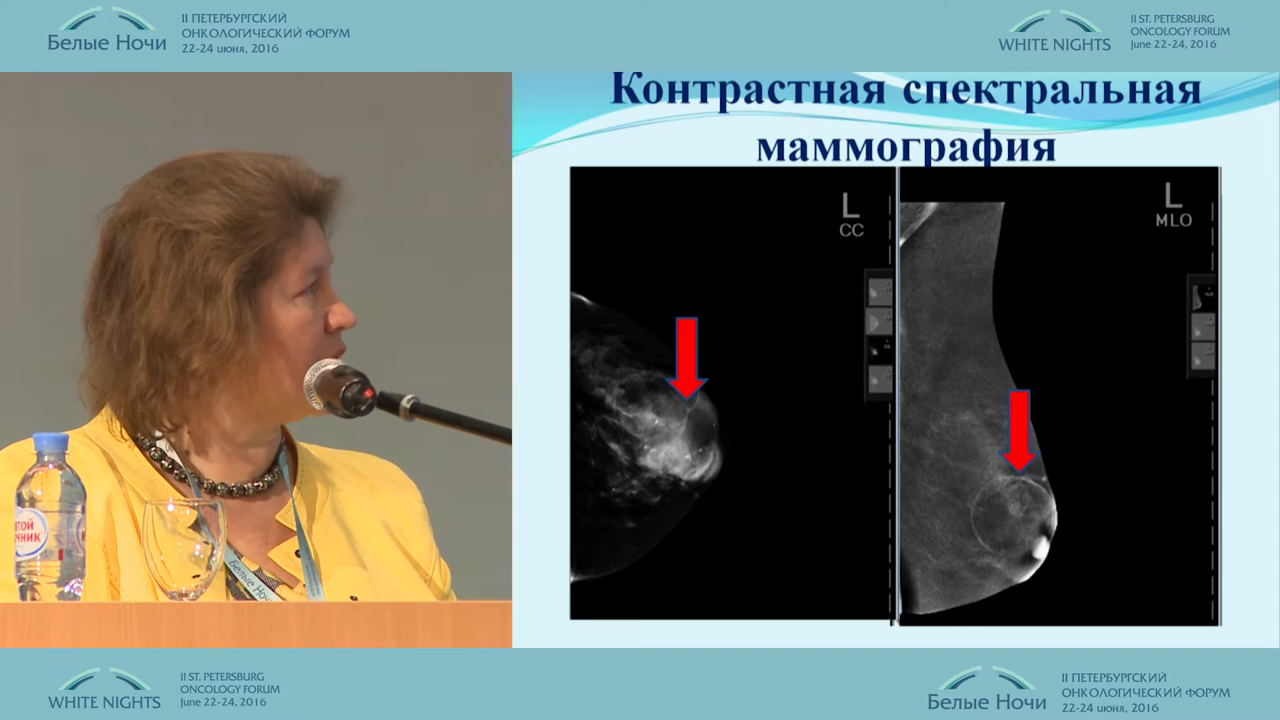 Белые Ночи
II ПЕТЕРБУРГСКИЙ
ОНКОЛОГИЧЕСКИЙ ФОРУМ
22-24 июня, 2016
WHITE NIGHTS
II ST. PETERSBURG
ONCOLOGY FORUM
June 22-24, 2016
Контрастная спектральная
маммография
L
CC
L
MLO
Белые Ночи
WHITE NIGHTS
II ST. PETERSBURG
ONCOLOGY FORUM
June 22-24, 2016
Белые Ночи
II ПЕТЕРБУРГСКИЙ
ОНКОЛОГИЧЕСКИЙ ФОРУМ
22-24 июня, 2016